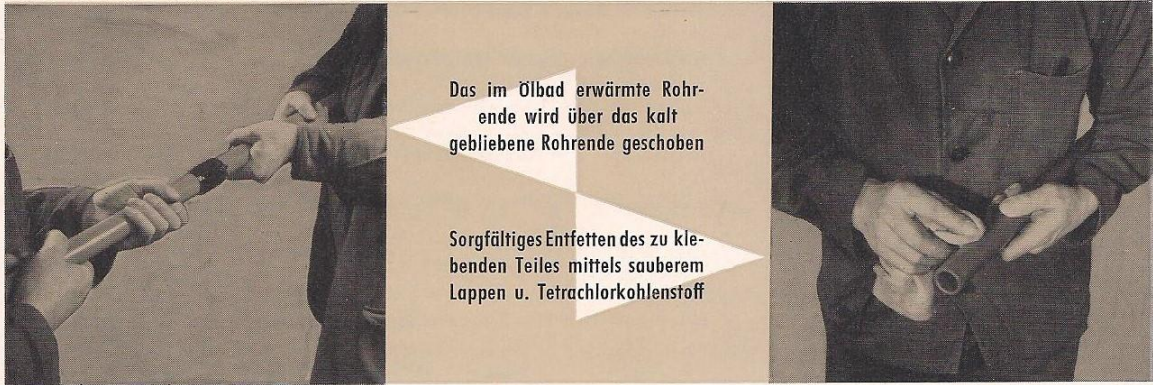 Das im Ölbad erwärmte Rohr-
ende wird über das kalt
gebliebene Rohrende geschoben
Sorgfältiges Entfetten des zu kle-
benden Teiles mittels sauberem
Lappen u. Tetrachlorkohlenstoff